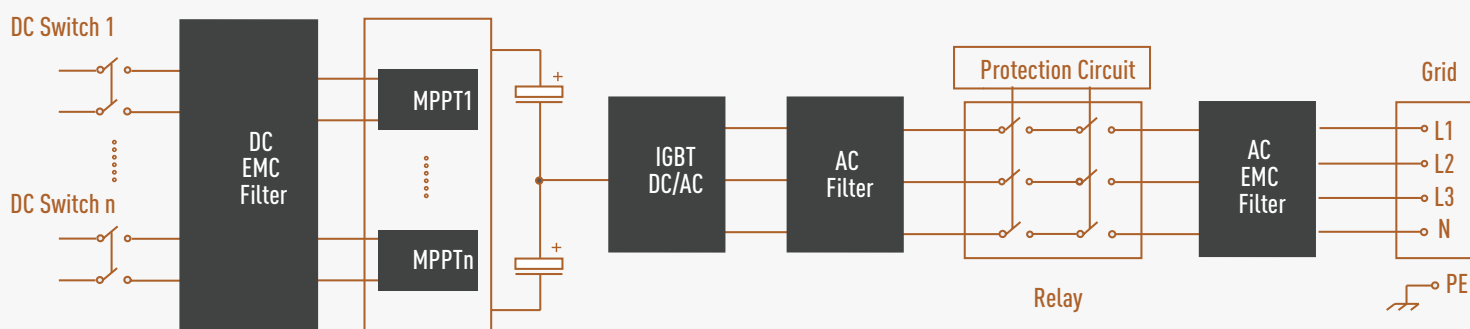 DC Switch 1
DC Switch n
DC
EMC
Filter
MPPT1
MPPTn
+
+
IGBT
DC/AC
AC
Filter
Protection Circuit
Relay
AC
EMC
Filter
Grid
L1
L2
L3
N
PE